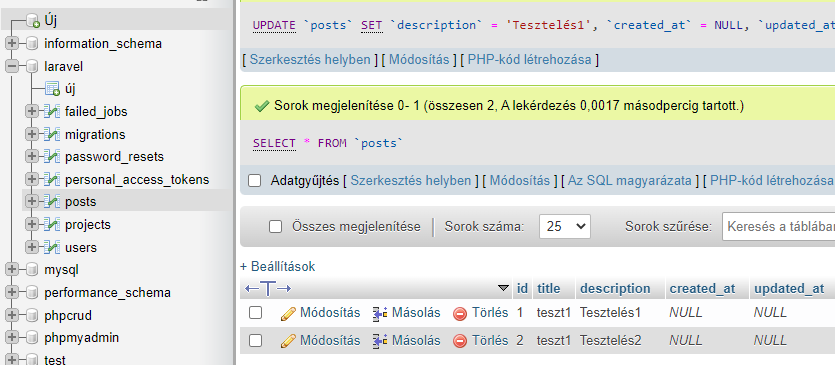 Új
information_schema
laravel
új
failed_jobs
migrations
password_resets
personal_access_tokens
posts
projects
users
mysql
performance_schema
phpcrud
phpmyadmin
test
UPDATE `posts` SET `description` = 'Tesztelés1', `created_at` = NULL, `updated_at
[ Szerkesztés helyben ] [ Módosítás ] [ PHP-kód létrehozása ]
Sorok megjelenítése 0- 1 (összesen 2, A lekérdezés 0,0017 másodpercig tartott.)
SELECT * FROM `posts`
Adatgyűjtés [ Szerkesztés helyben ] [ Módosítás ] [ Az SQL magyarázata ] [ PHP-kód létrehozása
Összes megjelenítése Sorok száma: 25 Sorok szűrése: Keresés a táblában
+ Beállítások
←T→ id title description created_at updated_at
Módosítás Másolás Törlés 1 teszt1 Tesztelés1 NULL NULL
Módosítás Másolás Törlés 2 teszt1 Tesztelés2 NULL NULL